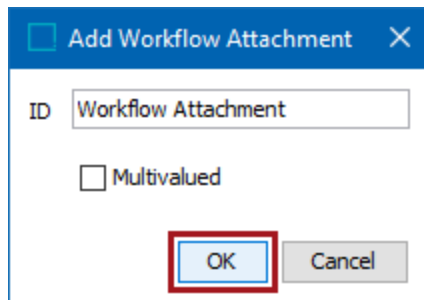 Add Workflow Attachment
ID Workflow Attachment
Multivalued
OK Cancel